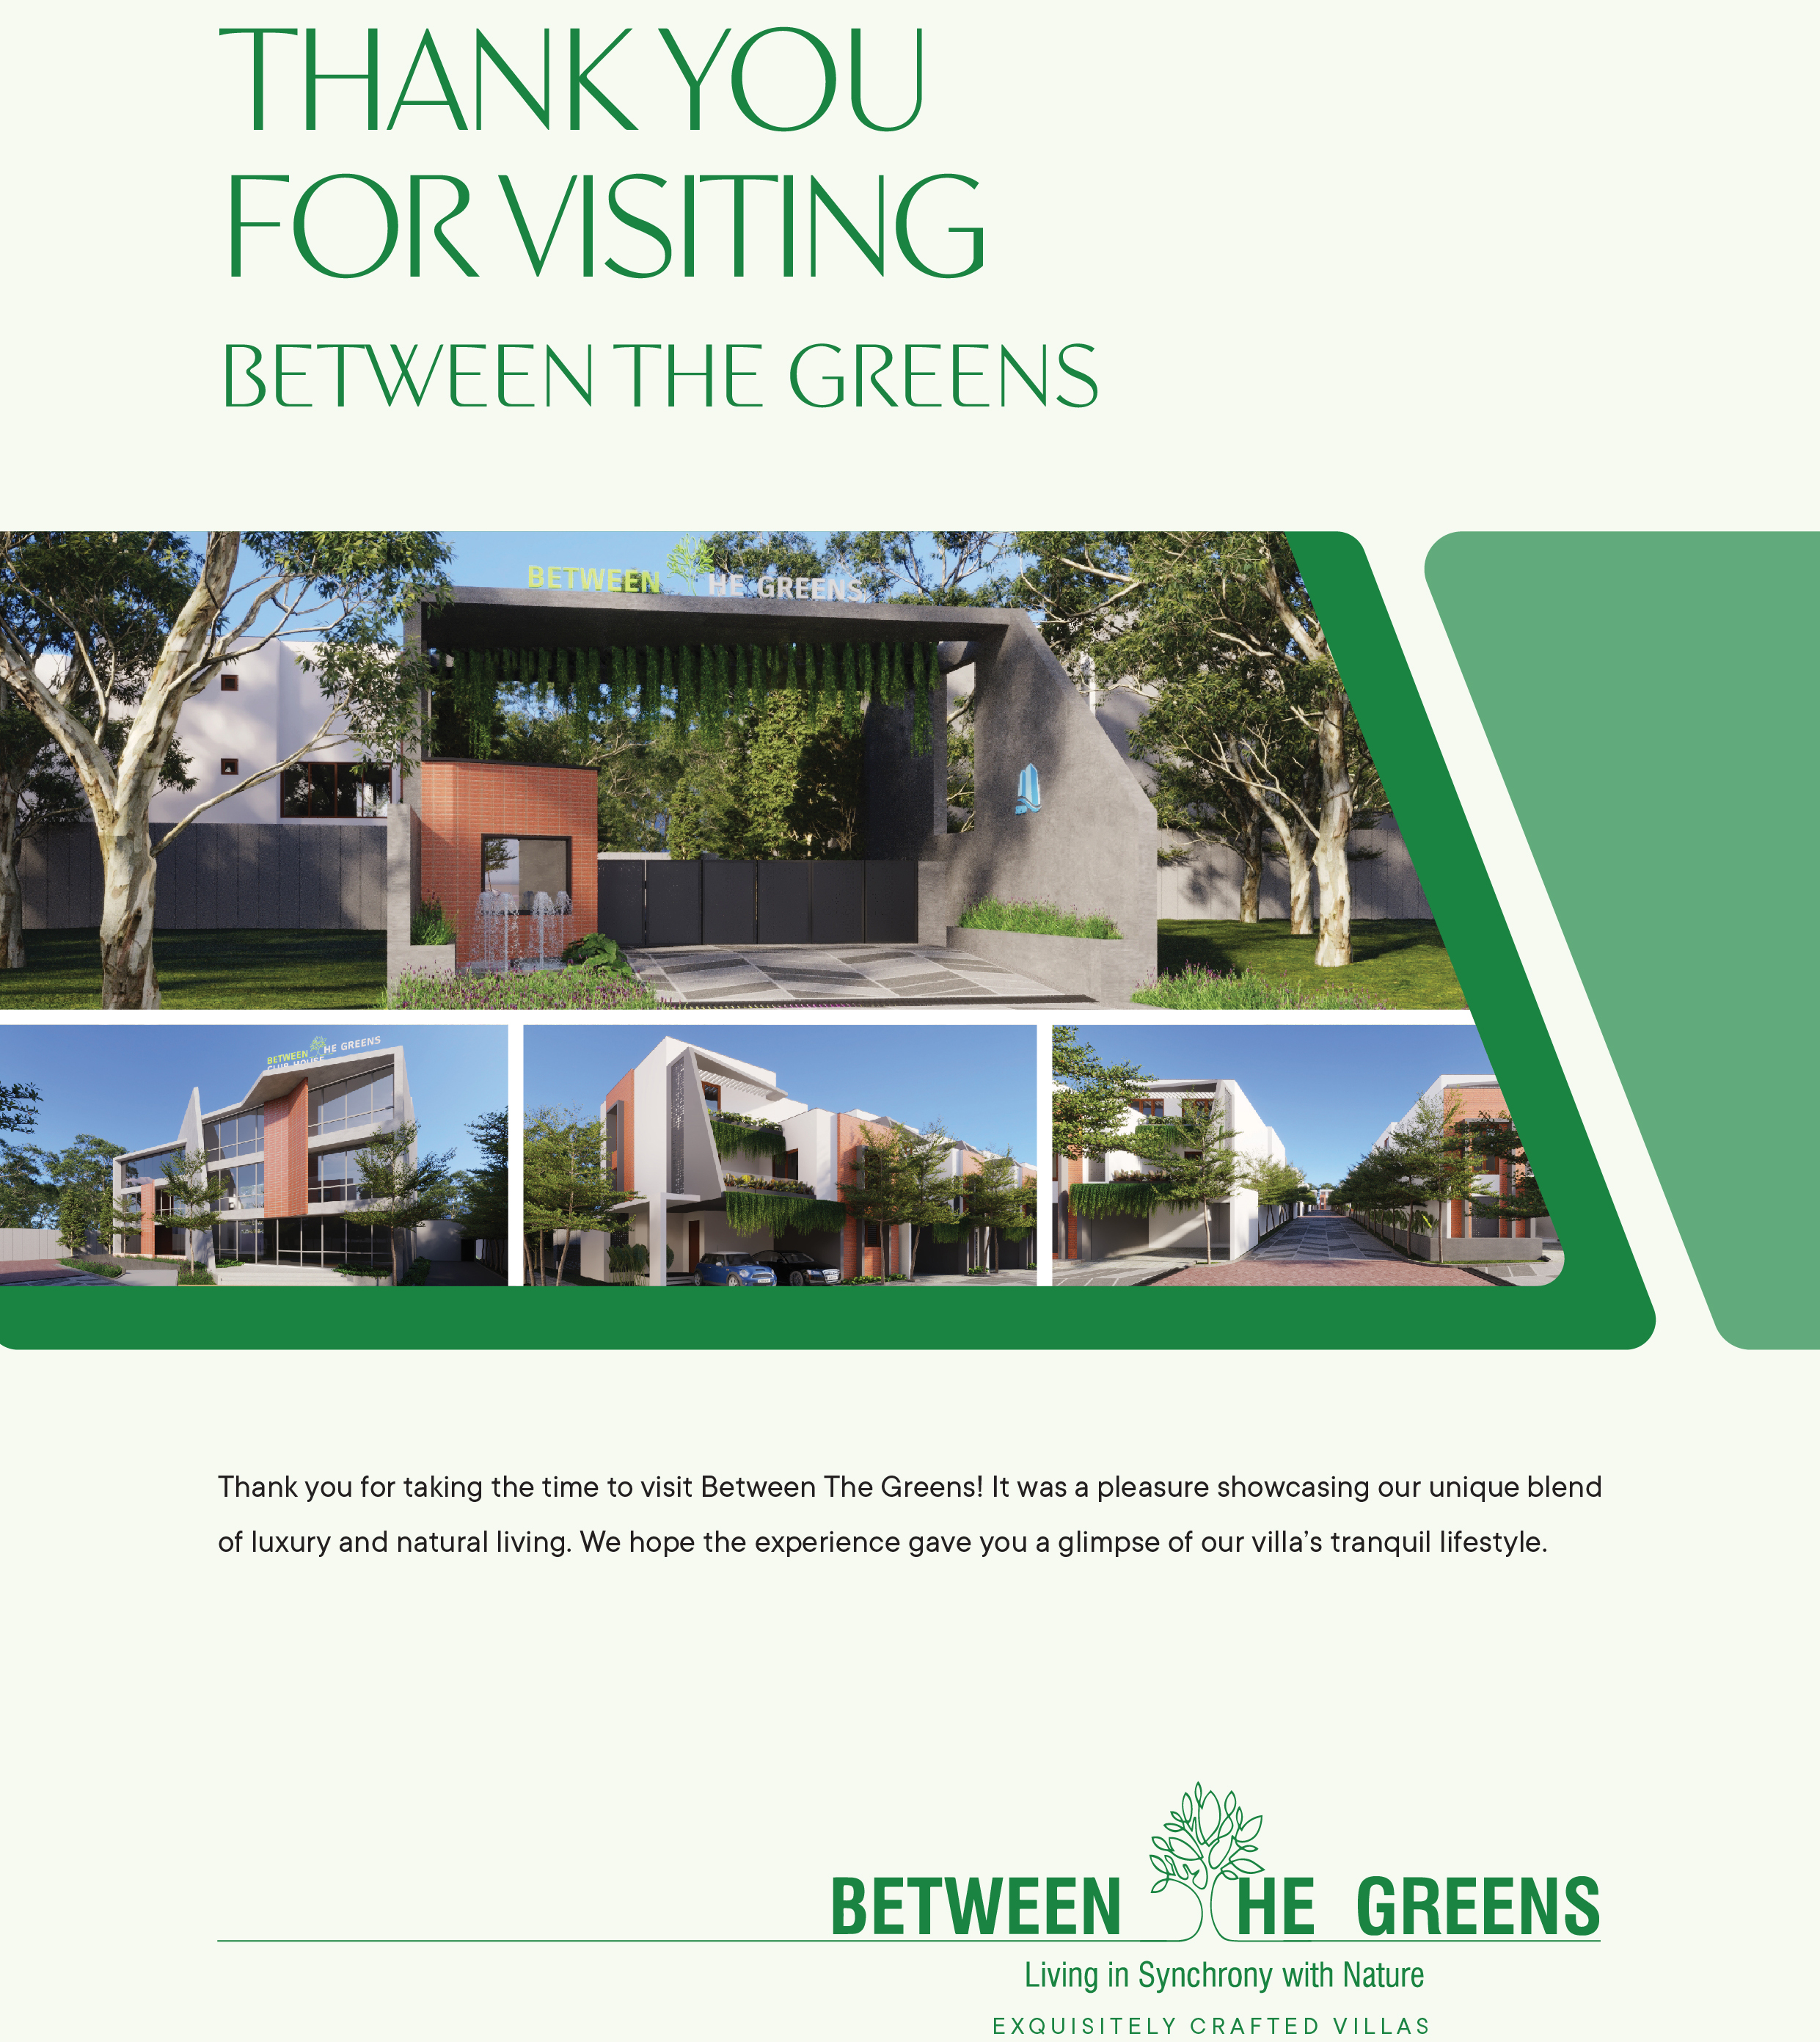 THANK YOU
FOR VISITING
BETWEEN THE GREENS
BETWEEN HE GREENS
BETWEEN HE GREENS
CLUB HOUSE
Thank you for taking the time to visit Between The Greens! It was a pleasure showcasing our unique blend
of luxury and natural living. We hope the experience gave you a glimpse of our villa’s tranquil lifestyle.
BETWEEN THE GREENS
Living in Synchrony with Nature
EXQUISITELY CRAFTED VILLAS